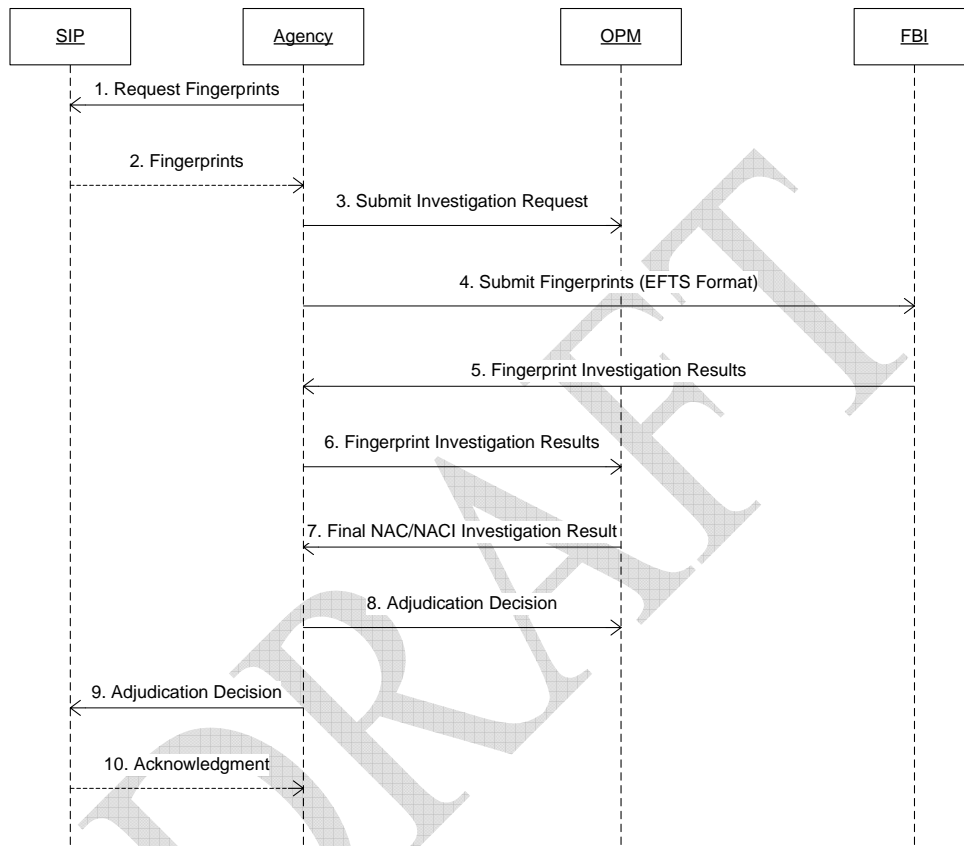 SIP
Agency
OPM
FBI
1. Request Fingerprints
2. Fingerprints
3. Submit Investigation Request
4. Submit Fingerprints (EFTS Format)
5. Fingerprint Investigation Results
6. Fingerprint Investigation Results
7. Final NAC/NACI Investigation Result
8. Adjudication Decision
9. Adjudication Decision
10. Acknowledgment
DRAFT